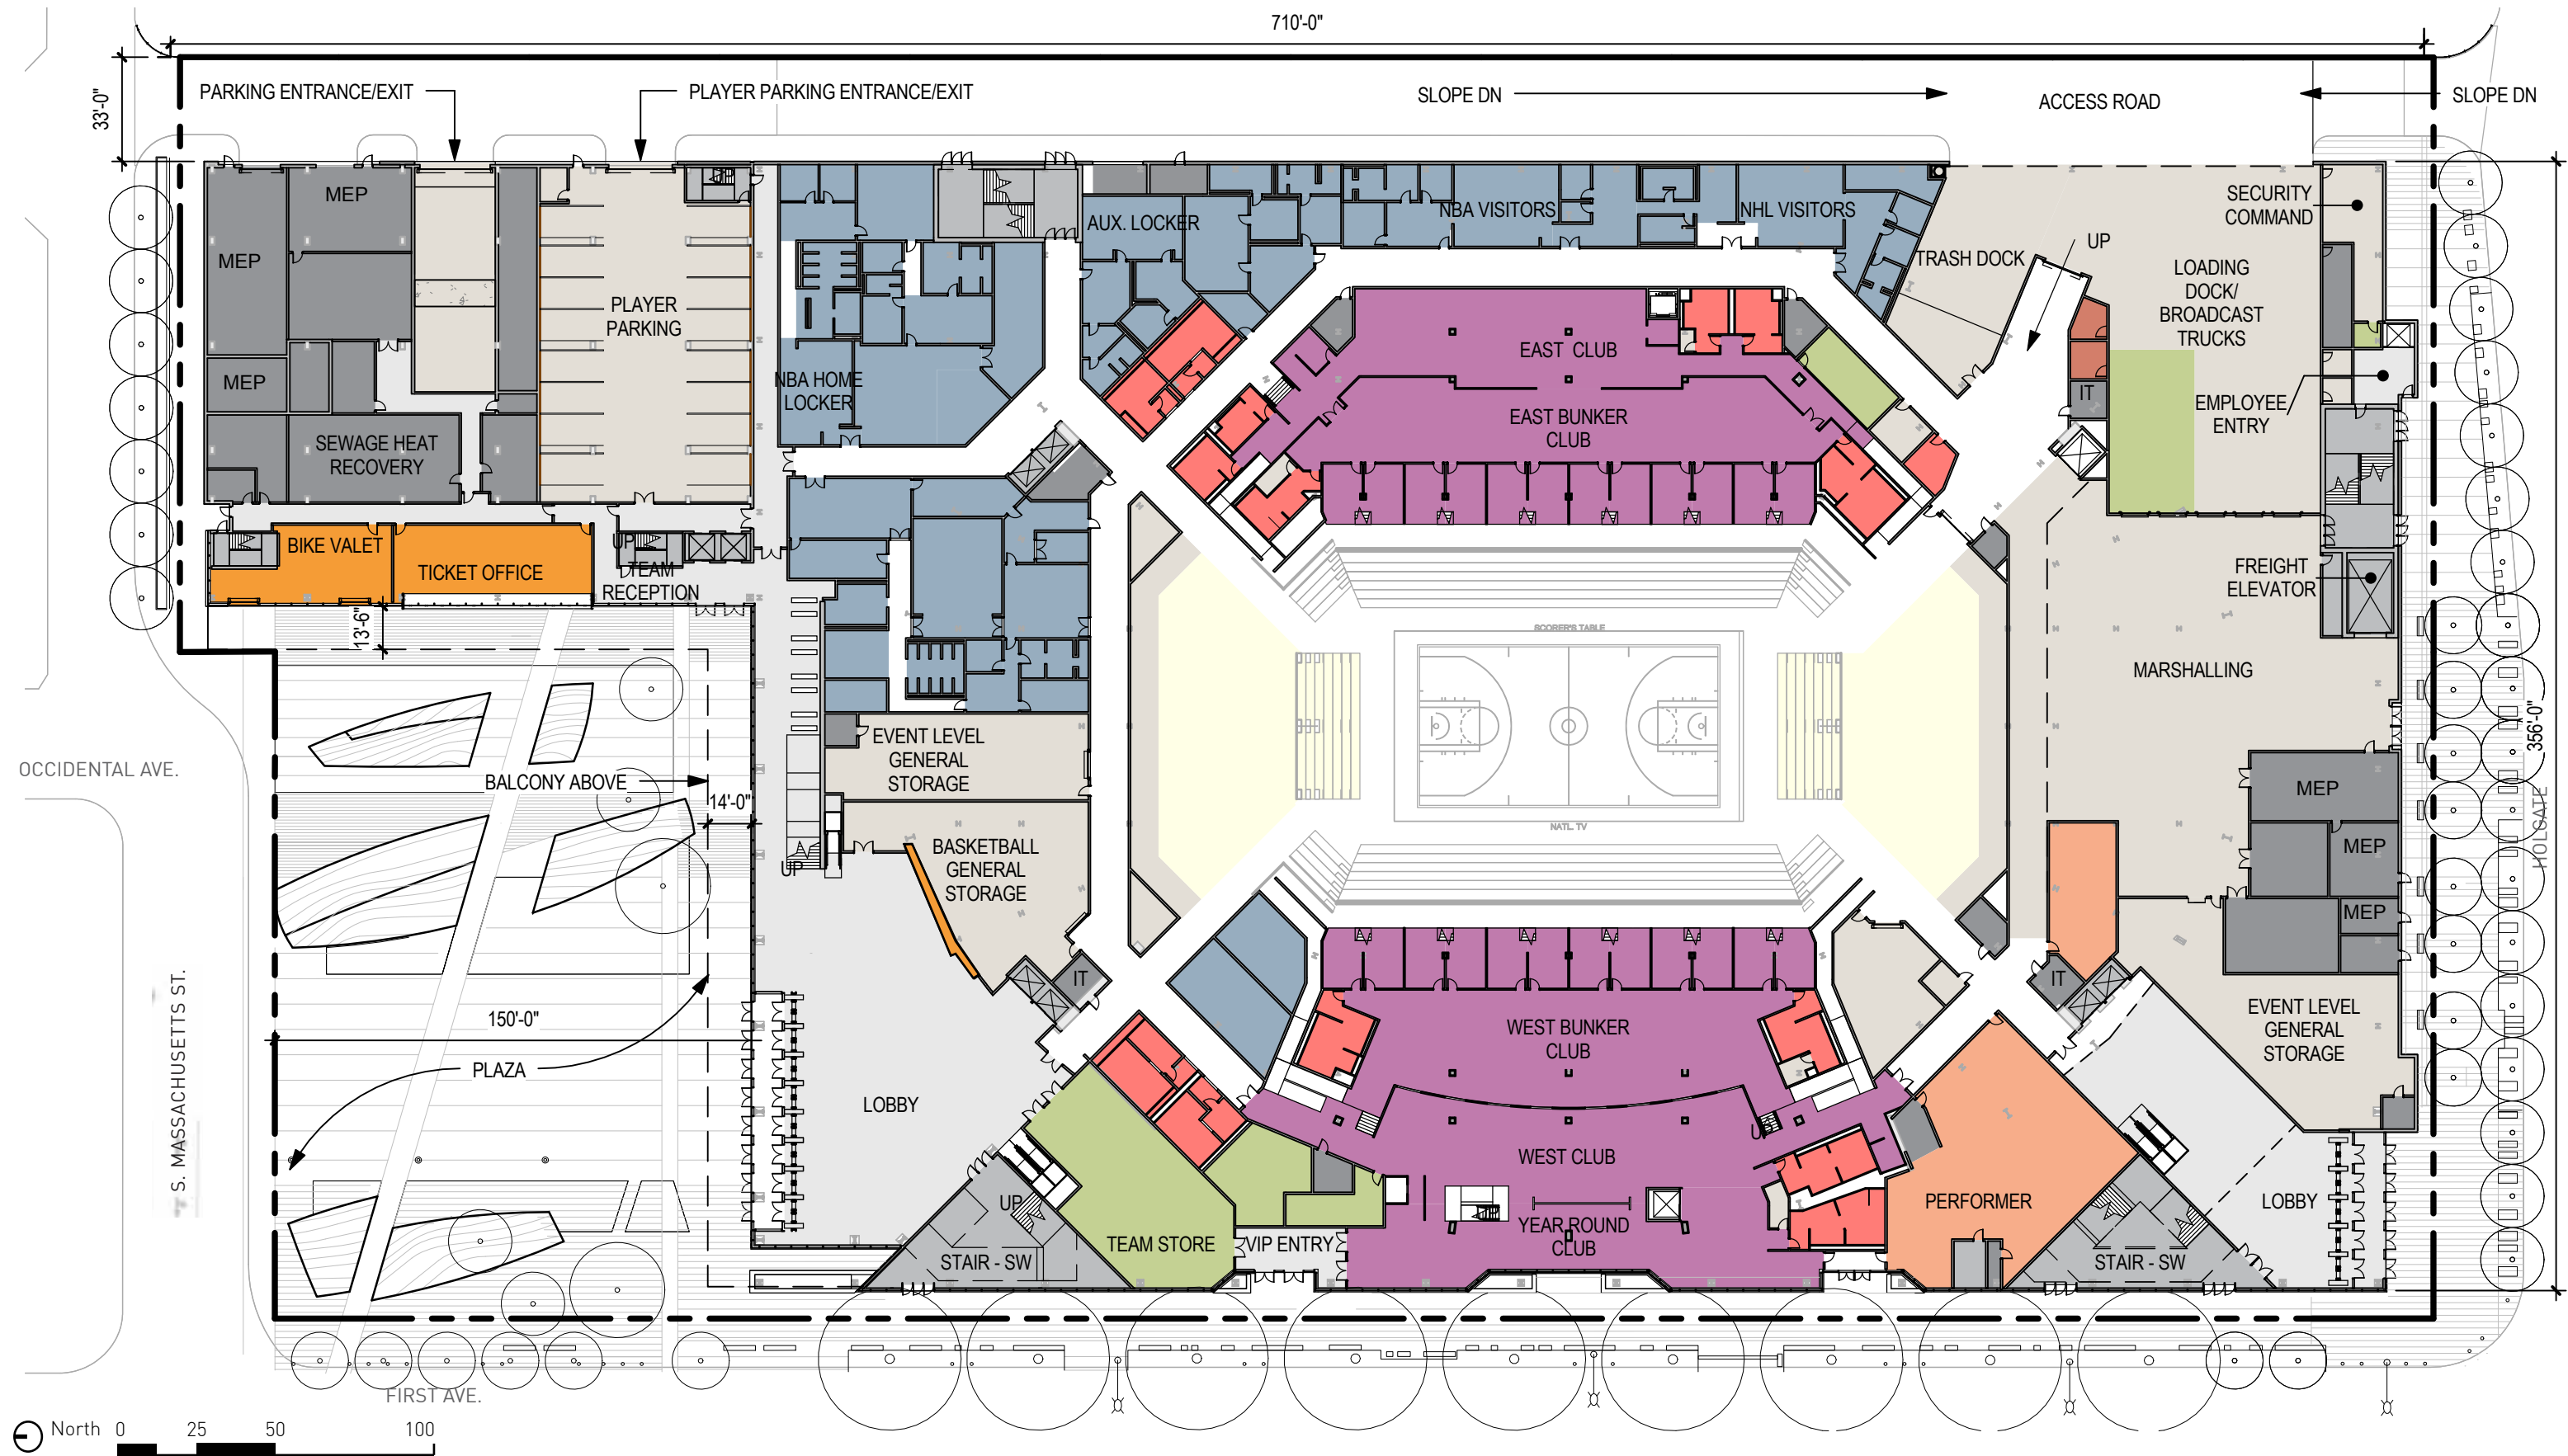 710'-0"
33'-0"
PARKING ENTRANCE/EXIT
PLAYER PARKING ENTRANCE/EXIT
SLOPE DN
ACCESS ROAD
SLOPE DN
MEP
MEP
MEP
PLAYER
PARKING
SEWAGE HEAT
RECOVERY
NBA HOME
LOCKER
AUX. LOCKER
NBA VISITORS
NHL VISITORS
TRASH DOCK
UP
LOADING
DOCK/
BROADCAST
TRUCKS
SECURITY
COMMAND
IT
EMPLOYEE
ENTRY
EAST CLUB
EAST BUNKER
CLUB
BIKE VALET
TICKET OFFICE
UP
TEAM
RECEPTION
13'-6"
FREIGHT
ELEVATOR
SCORER'S TABLE
NATL. TV
MARSHALLING
356'-0"
HOLGATE
OCCIDENTAL AVE.
BALCONY ABOVE
14'-0"
EVENT LEVEL
GENERAL
STORAGE
UP
BASKETBALL
GENERAL
STORAGE
MEP
MEP
MEP
IT
IT
S. MASSACHUSETTS ST.
150'-0"
PLAZA
LOBBY
WEST BUNKER
CLUB
EVENT LEVEL
GENERAL
STORAGE
UP
WEST CLUB
UP
STAIR - SW
TEAM STORE
VIP ENTRY
YEAR ROUND
CLUB
PERFORMER
STAIR - SW
LOBBY
FIRST AVE.
North 0 25 50 100